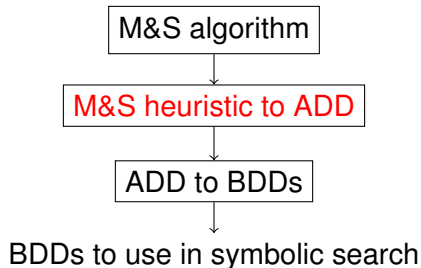 M&S algorithm
M&S heuristic to ADD
ADD to BDDs
BDDs to use in symbolic search